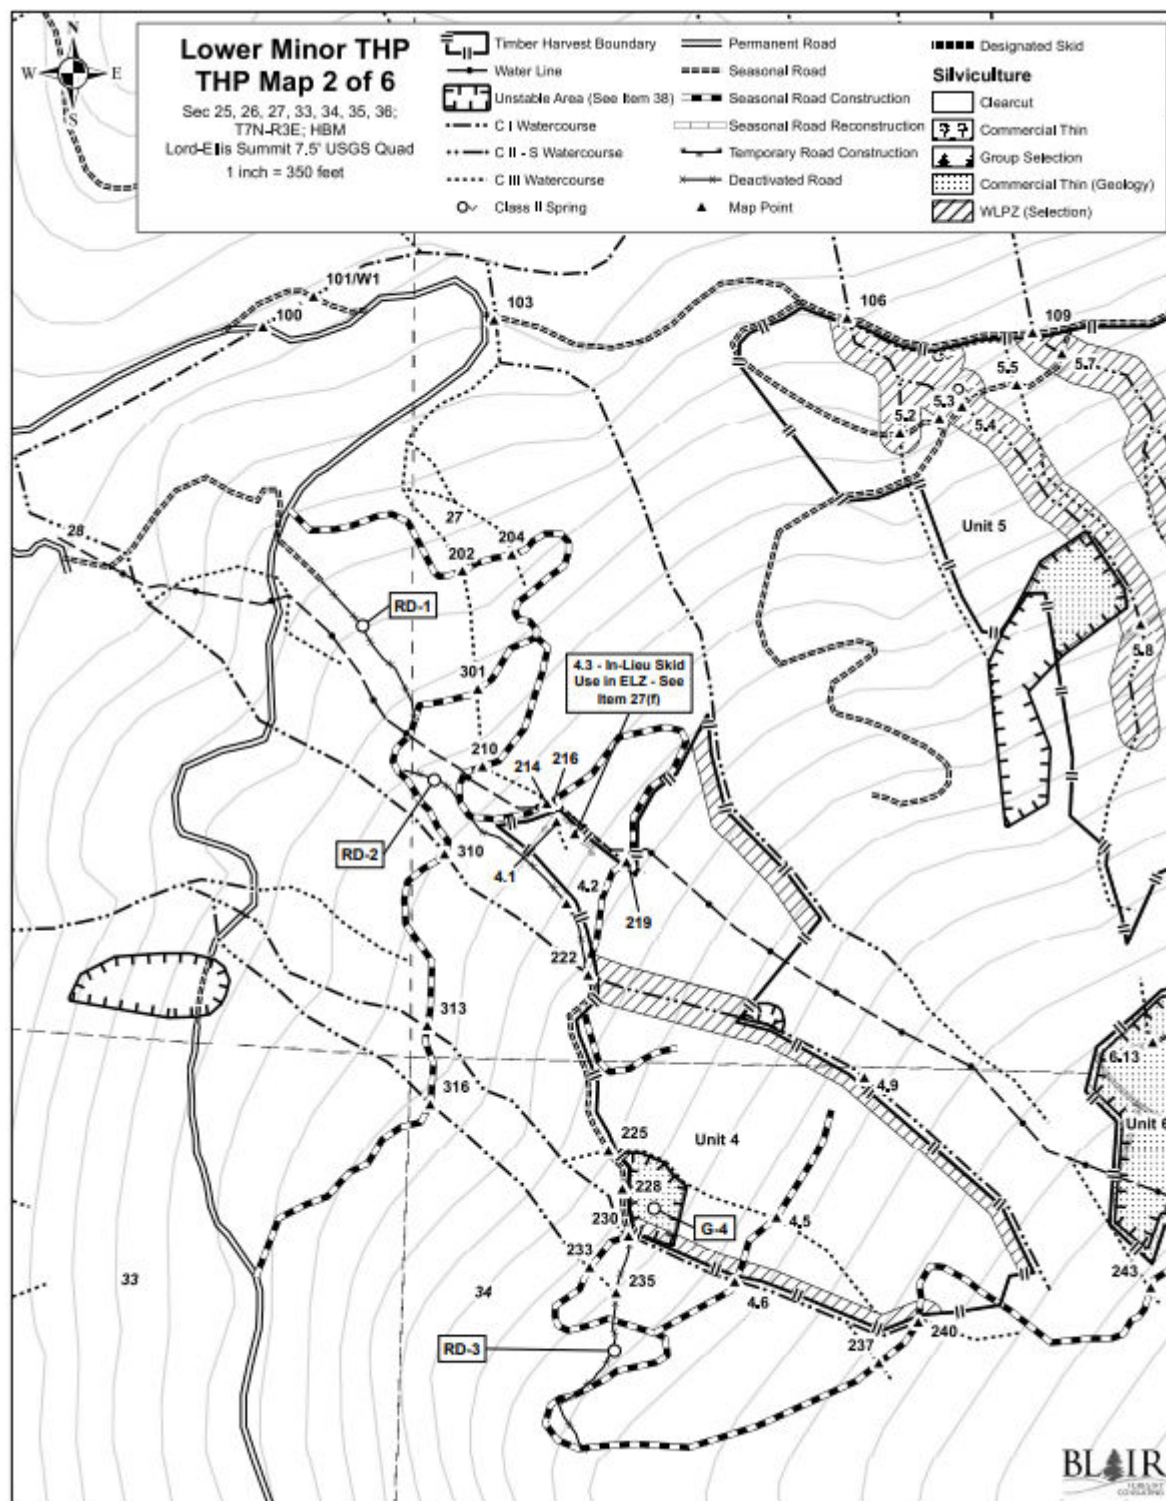 N
W
E
S
Lower Minor THP
THP Map 2 of 6
Sec 25, 26, 27, 33, 34, 35, 36;
T7N-R3E; HBM
Lord-Ellis Summit 7.5' USGS Quad
1 inch = 350 feet
Timber Harvest Boundary
Water Line
Unstable Area (See Item 38)
C I Watercourse
C II - S Watercourse
C III Watercourse
Class II Spring
Permanent Road
Seasonal Road
Seasonal Road Construction
Seasonal Road Reconstruction
Temporary Road Construction
Deactivated Road
Map Point
Designated Skid
Silviculture
Clearcut
Commercial Thin
Group Selection
Commercial Thin (Geology)
WLPZ (Selection)
101/W1
100
103
106
109
5.7
5.5
5.3
5.2
5.4
28
27
204
202
Unit 5
RD-1
5.8
301
4.3 - In-Lieu Skid
Use in ELZ - See
Item 27(f)
210
214
216
RD-2
310
4.1
4.2
219
222
313
6.13
4.9
316
Unit 6
225
Unit 4
228
230
G-4
4.5
233
235
33
34
4.6
243
240
237
RD-3
BLAIR
FORESTRY
CONSULTING